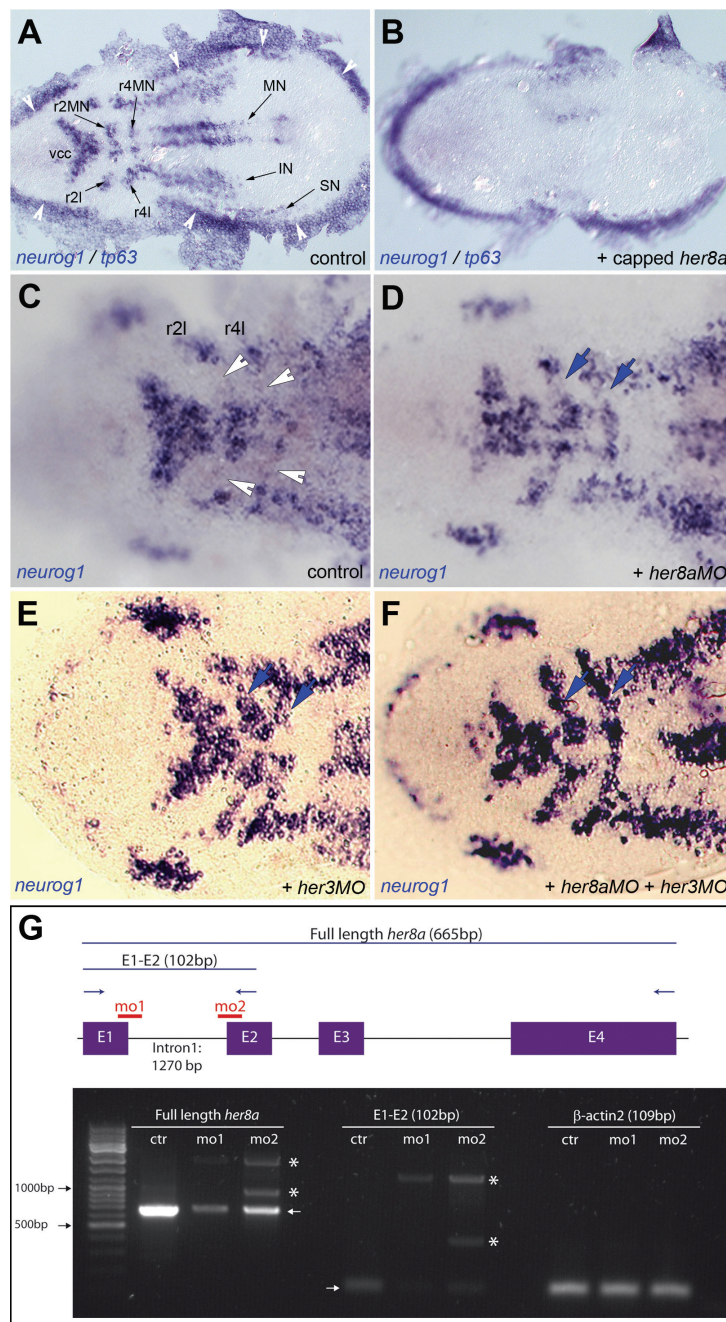 A
r4MN
r2MN
MN
vcc
IN
SN
r2l
r4l
neurog1 / tp63
control
B
neurog1 / tp63
+ capped her8a
C
r2l
r4l
neurog1
control
D
neurog1
+ her8aMO
E
neurog1
+ her3MO
F
neurog1
+ her8aMO + her3MO
G
Full length her8a (665bp)
E1-E2 (102bp)
mo1
mo2
E1
E2
E3
E4
Intron1:
1270 bp
Full length her8a
E1-E2 (102bp)
β-actin2 (109bp)
ctr mo1 mo2
ctr mo1 mo2
ctr mo1 mo2
*
*
*
*
1000bp
500bp